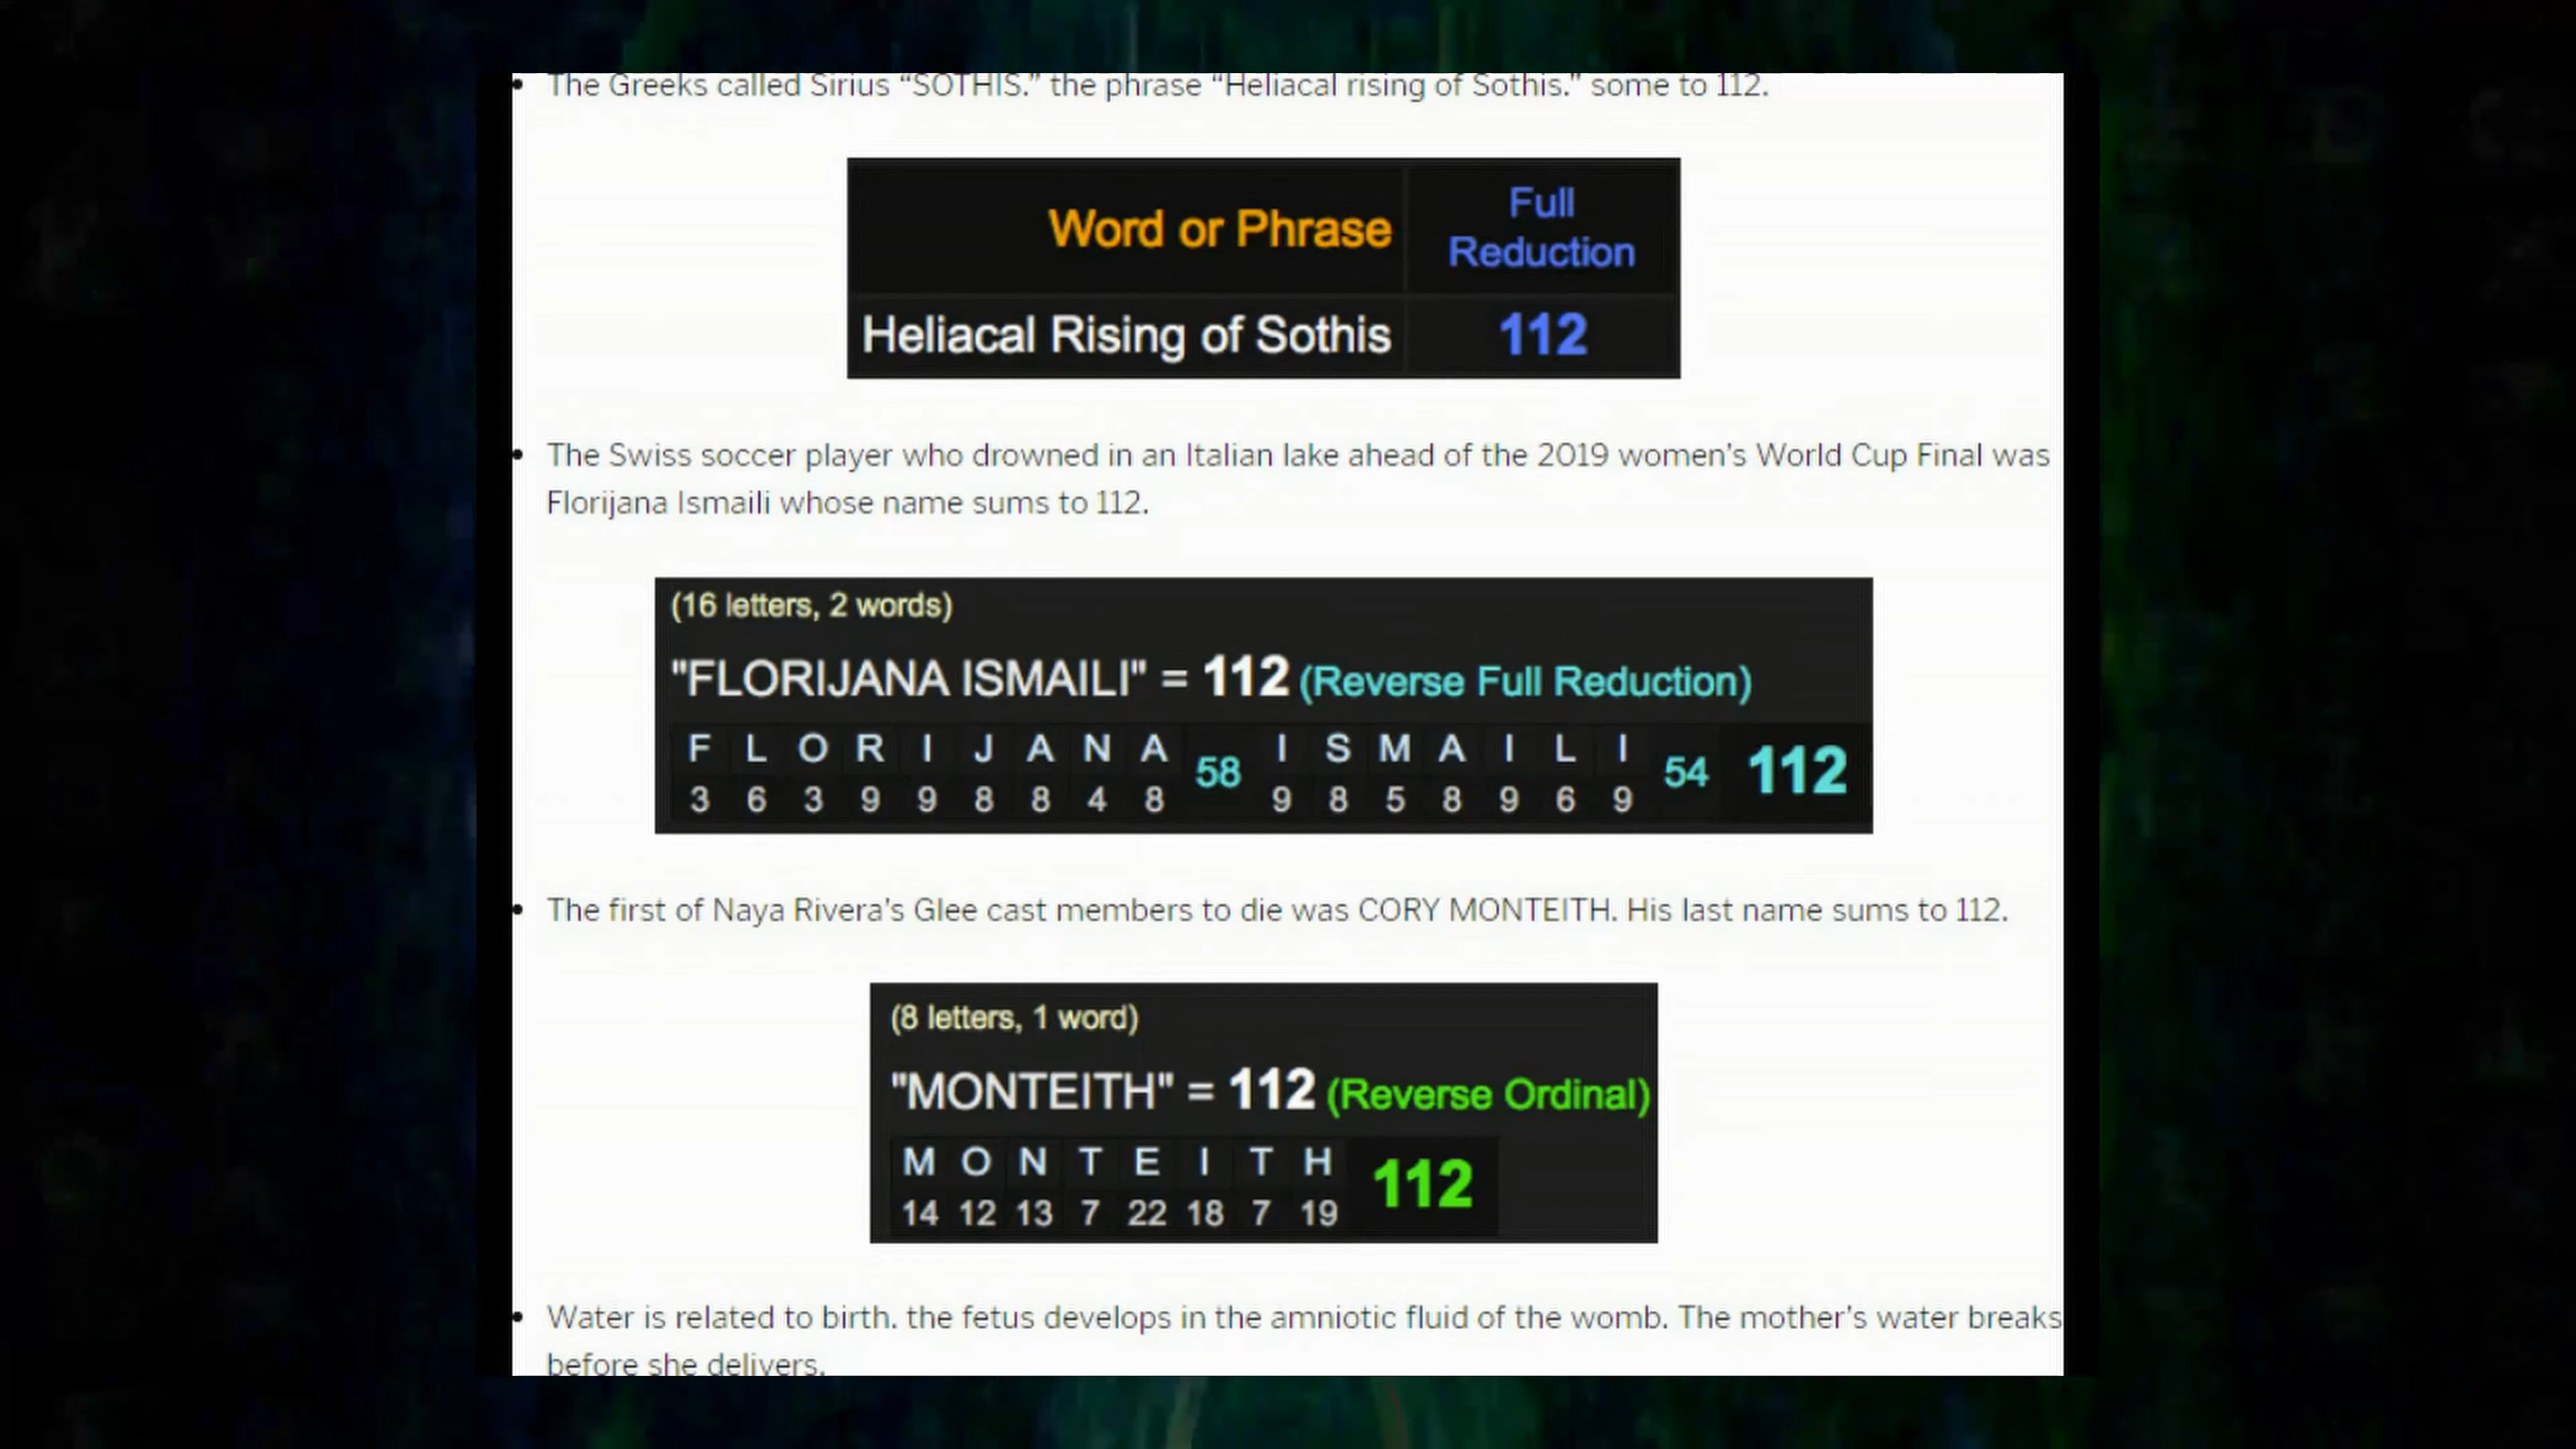 The Greeks called Sirius “SOTHIS.” the phrase “Heliacal rising of Sothis.” some to 112.
Word or Phrase
Full
Reduction
Heliacal Rising of Sothis 112
The Swiss soccer player who drowned in an Italian lake ahead of the 2019 women's World Cup Final was
Florijana Ismaili whose name sums to 112.
(16 letters, 2 words)
"FLORIJANA ISMAILI" = 112 (Reverse Full Reduction)
F L O R I J A N A 58 I S M A I L I 54 112
3 6 3 9 9 8 8 4 8 9 8 5 8 9 6 9
The first of Naya Rivera's Glee cast members to die was CORY MONTEITH. His last name sums to 112.
(8 letters, 1 word)
"MONTEITH" = 112 (Reverse Ordinal)
M O N T E I T H 112
14 12 13 7 22 18 7 19
Water is related to birth. the fetus develops in the amniotic fluid of the womb. The mother's water breaks
before she delivers.